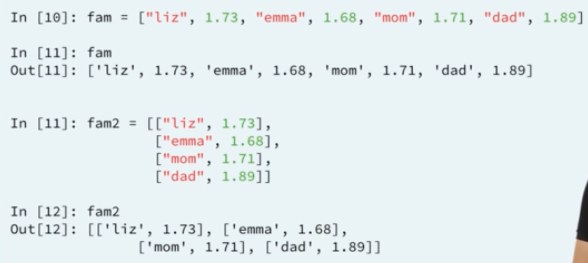 In [10]: fam = ["liz", 1.73, "emma", 1.68, "mom", 1.71, "dad", 1.89]
In [11]: fam
Out[11]: ['liz', 1.73, 'emma', 1.68, 'mom', 1.71, 'dad', 1.89]
In [11]: fam2 = [["liz", 1.73],
["emma", 1.68],
["mom", 1.71],
["dad", 1.89]]
In [12]: fam2
Out[12]: [['liz', 1.73], ['emma', 1.68],
['mom', 1.71], ['dad', 1.89]]